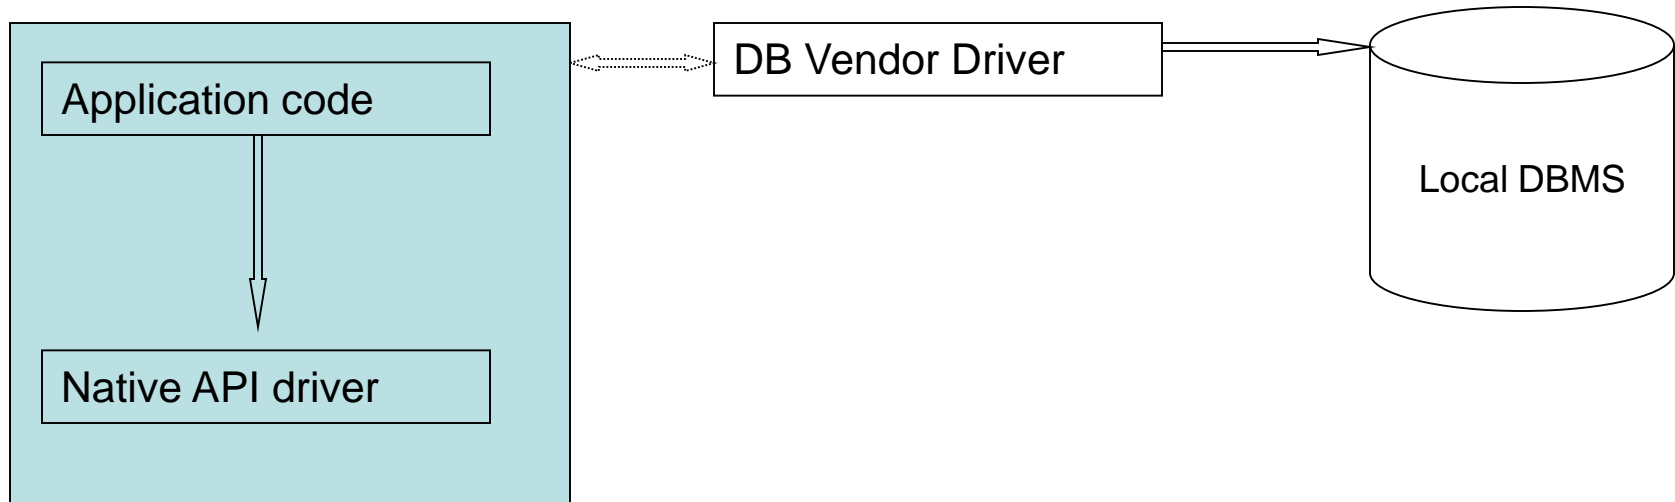 Application code
Native API driver
DB Vendor Driver
Local DBMS